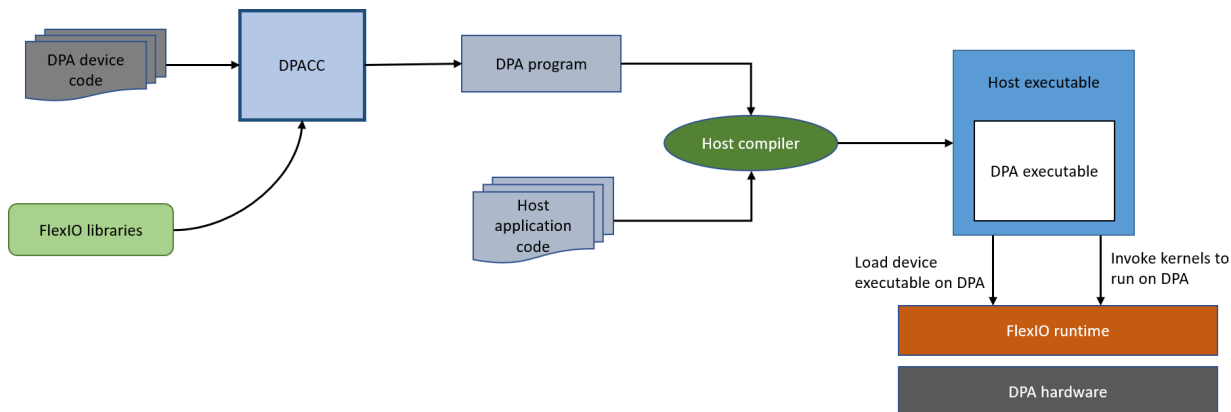 DPA device
code
DPACC
DPA program
Host executable
Host compiler
DPA executable
Host
application
code
FlexIO libraries
Load device
executable on DPA
Invoke kernels to
run on DPA
FlexIO runtime
DPA hardware